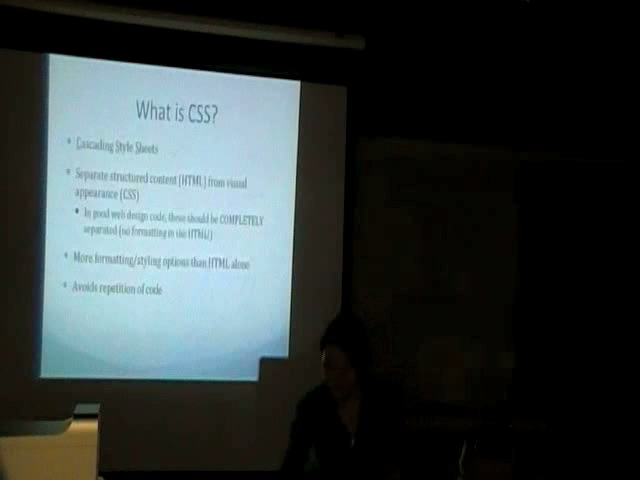 What is CSS?
Cascading Style Sheets
Separate structured content (HTML) from visual
appearance (CSS)
In good web design code, these should be COMPLETELY
separated (no formatting in the HTML!)
More formatting/styling options than HTML alone
Avoids repetition of code